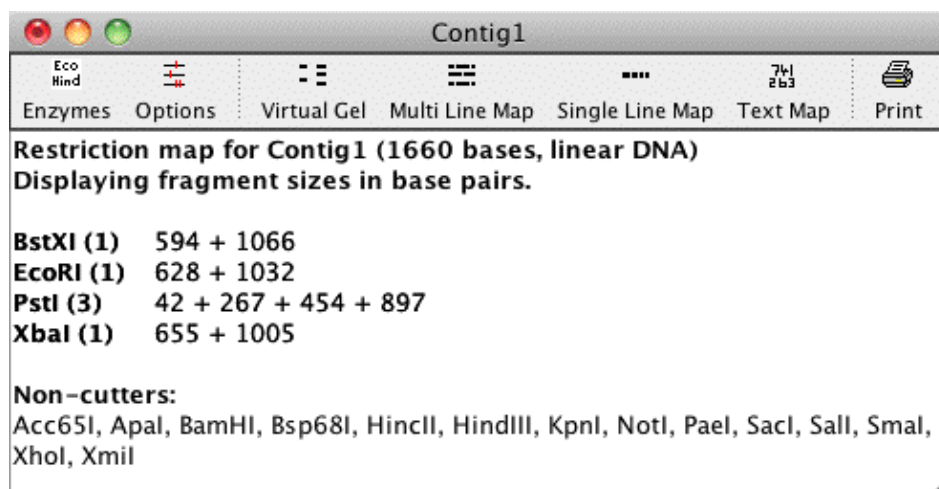 Contig1
Eco
Hind
741
263
Enzymes Options Virtual Gel Multi Line Map Single Line Map Text Map Print
Restriction map for Contig1 (1660 bases, linear DNA)
Displaying fragment sizes in base pairs.
BstXI (1) 594 + 1066
EcoRI (1) 628 + 1032
PstI (3) 42 + 267 + 454 + 897
XbaI (1) 655 + 1005
Non-cutters:
Acc65I, ApaI, BamHI, Bsp68I, HincII, HindIII, KpnI, NotI, PaeI, SacI, SalI, SmaI,
XhoI, XmiI